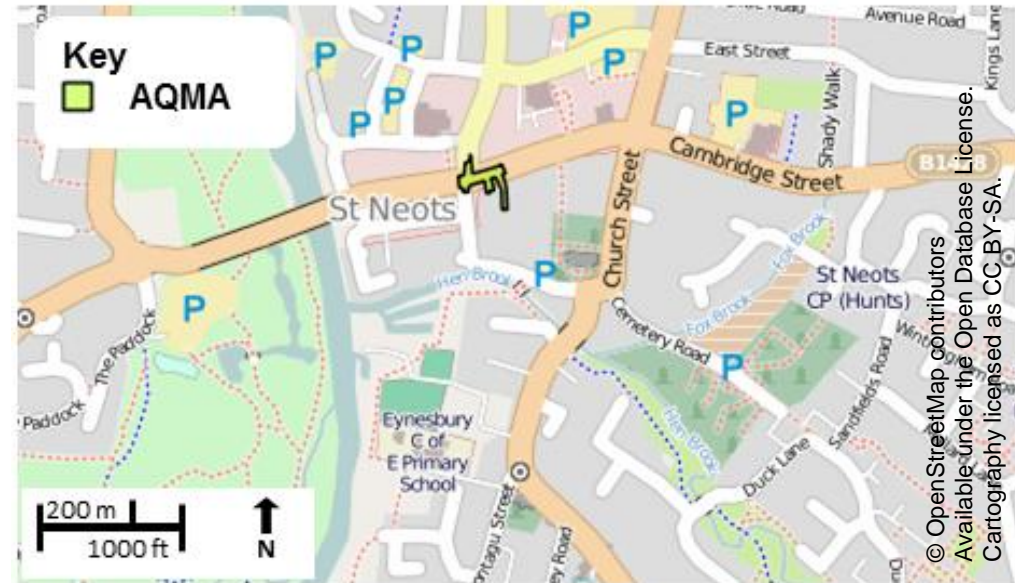 Key
AQMA
P
P
P
P
P
P
P
Avenue Road
Kings Lane
East Street
Shady Walk
Cambridge Street
B1428
St Neots
Church Street
Fox Brook
Fox Brook
St Neots
CP (Hunts)
Hen Brook
P
P
The Paddock
Paddock
Cemetery Road
P
Sandfields Road
Eynesbury
C of
E Primary
School
Hen Brook
Duck Lane
200 m
1000 ft
N
© OpenStreetMap contributors
Available under the Open Database License.
Cartography licensed as CC BY-SA.